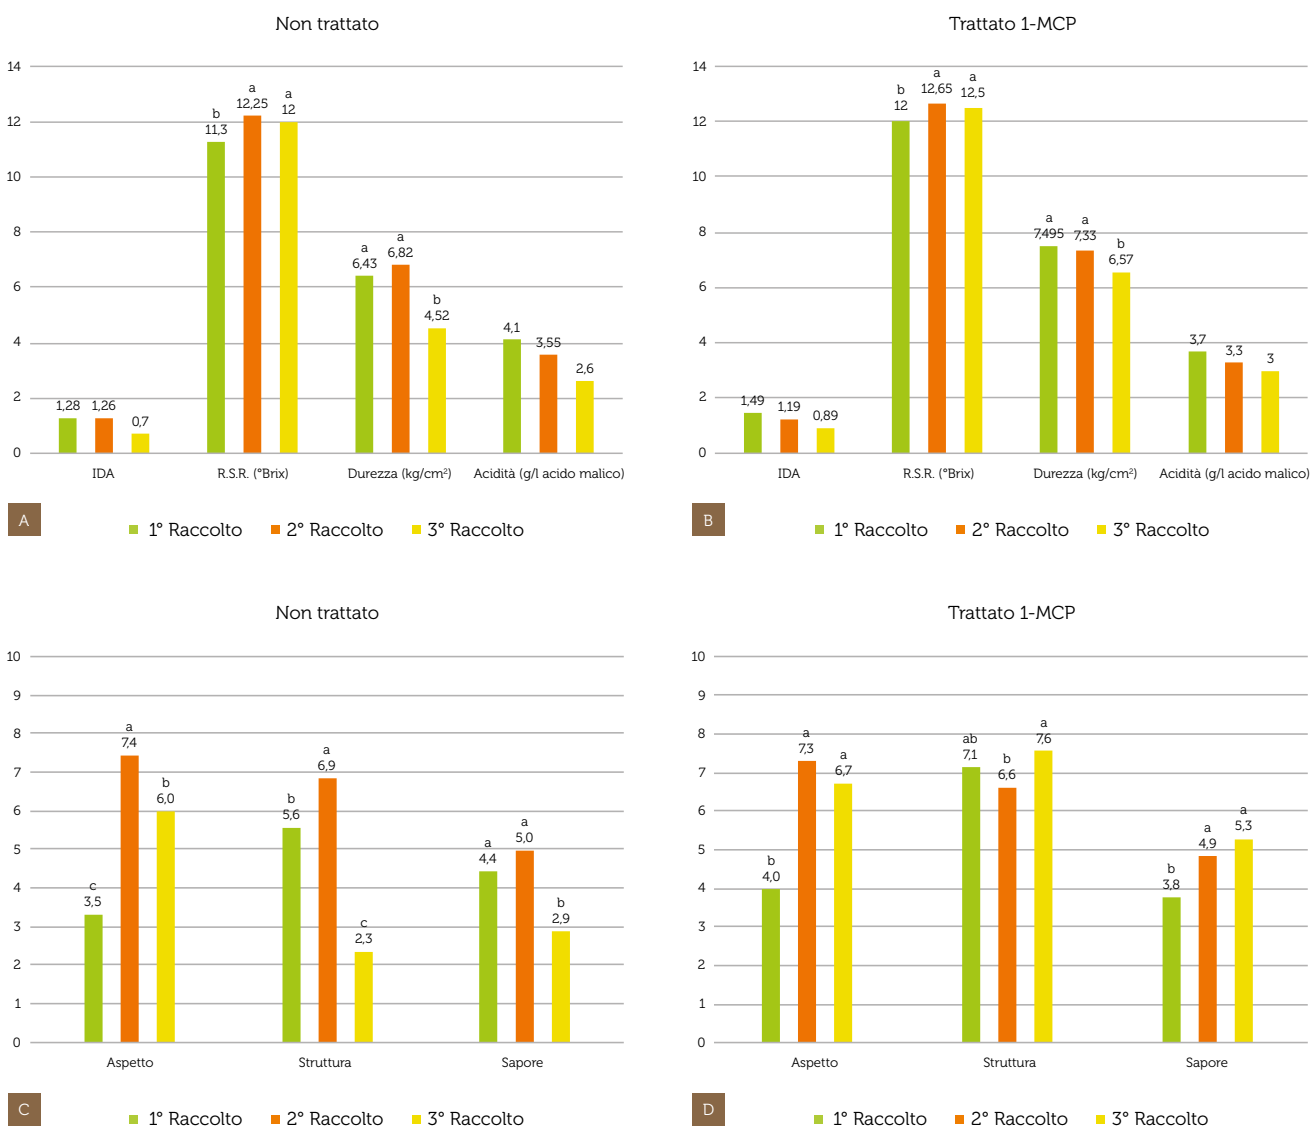 Non trattato
14
12
10
8
6
4
2
0
b
11,3
a
12,25
a
12
a
6,43
a
6,82
b
4,52
4,1
3,55
2,6
1,28
1,26
0,7
IDA
R.S.R. (°Brix)
Durezza (kg/cm²)
Acidità (g/l acido malico)
A
1° Raccolto
2° Raccolto
3° Raccolto
Trattato 1-MCP
14
12
10
8
6
4
2
0
b
12
a
12,65
a
12,5
a
7,495
a
7,33
b
6,57
3,7
3,3
3
1,49
1,19
0,89
IDA
R.S.R. (°Brix)
Durezza (kg/cm²)
Acidità (g/l acido malico)
B
1° Raccolto
2° Raccolto
3° Raccolto
Non trattato
10
9
8
7
6
5
4
3
2
1
0
c
3,5
a
7,4
b
6,0
b
5,6
a
6,9
c
2,3
a
4,4
a
5,0
b
2,9
Aspetto
Struttura
Sapore
C
1° Raccolto
2° Raccolto
3° Raccolto
Trattato 1-MCP
10
9
8
7
6
5
4
3
2
1
0
b
4,0
a
7,3
a
6,7
ab
7,1
b
6,6
a
7,6
b
3,8
a
4,9
a
5,3
Aspetto
Struttura
Sapore
D
1° Raccolto
2° Raccolto
3° Raccolto